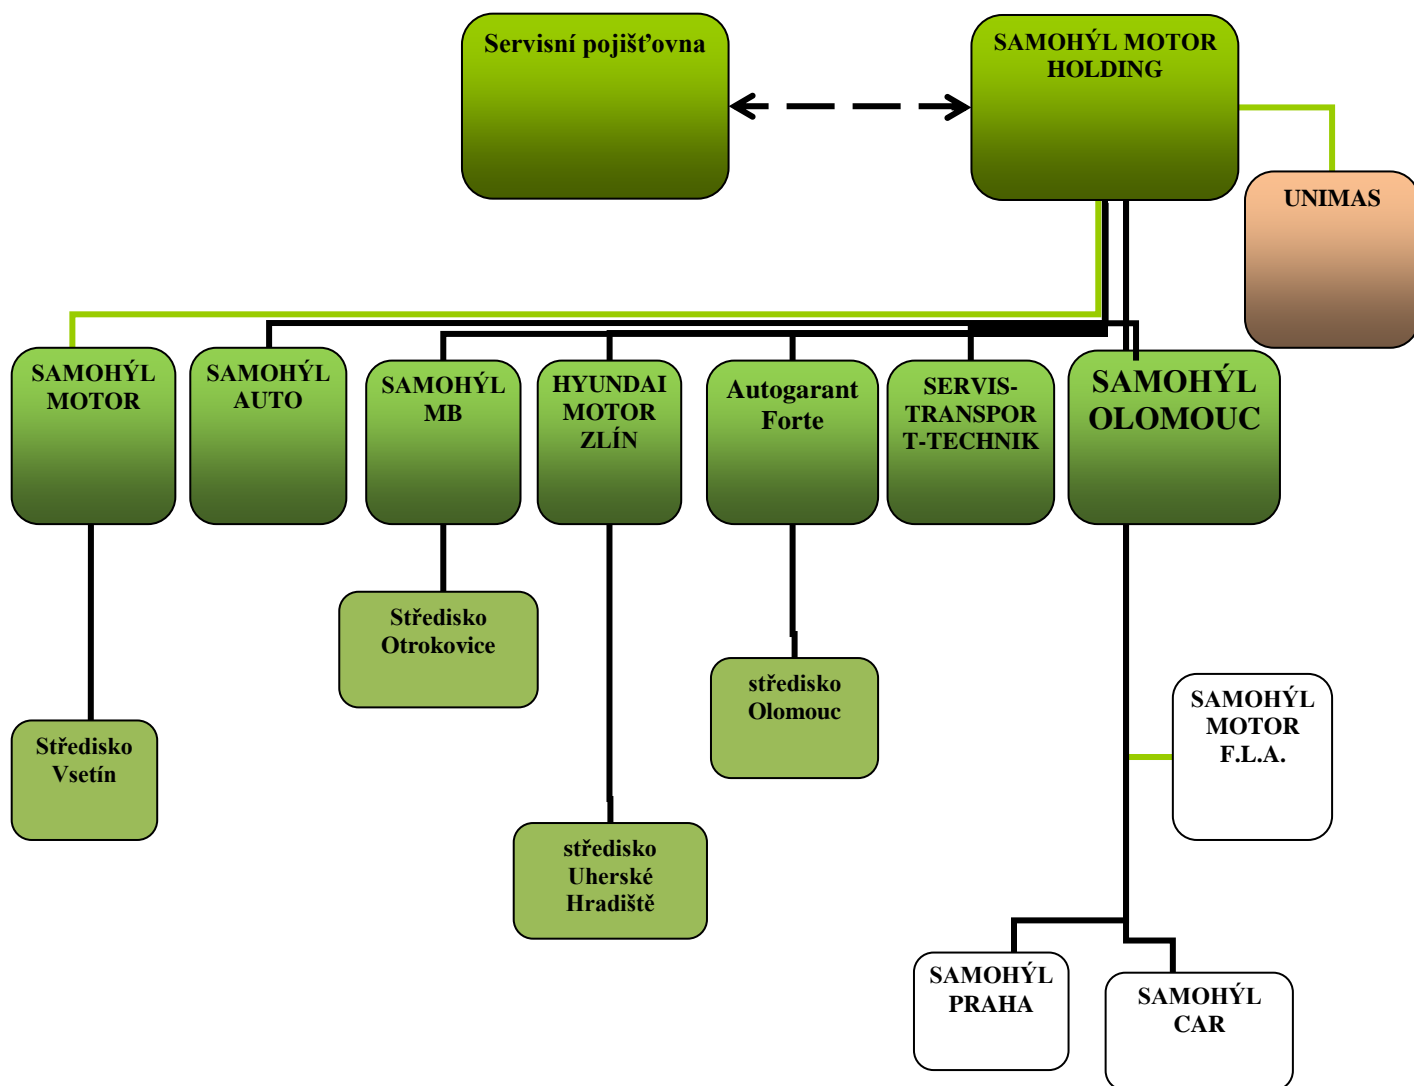 Servisní pojišťovna
SAMOHÝL MOTOR
HOLDING
UNIMAS
SAMOHÝL
MOTOR
SAMOHÝL
AUTO
SAMOHÝL
MB
HYUNDAI
MOTOR
ZLÍN
Autogarant
Forte
SERVIS-
TRANSPOR
T-TECHNIK
SAMOHÝL
OLOMOUC
Středisko
Otrokovice
středisko
Olomouc
SAMOHÝL
MOTOR
F.L.A.
Středisko
Vsetín
středisko
Uherské
Hradiště
SAMOHÝL
PRAHA
SAMOHÝL
CAR